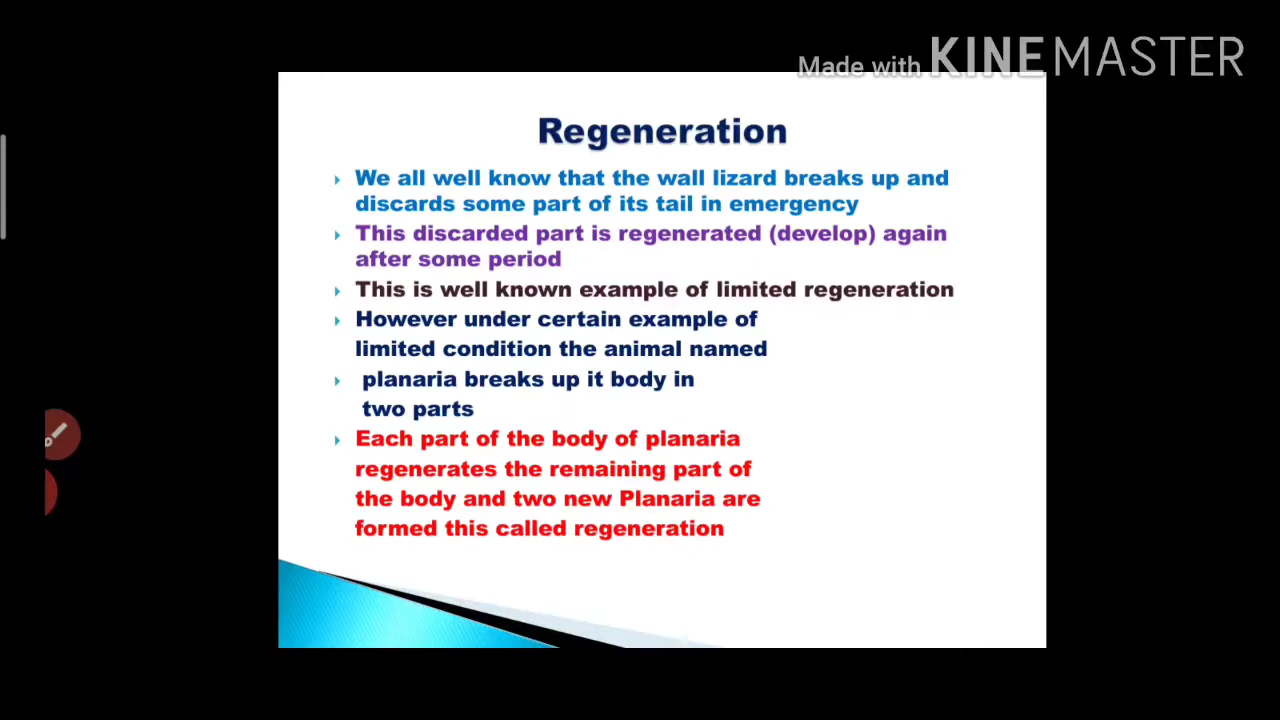 Made with KINEMASTER
Regeneration
We all well know that the wall lizard breaks up and
discards some part of its tail in emergency
This discarded part is regenerated (develop) again
after some period
This is well known example of limited regeneration
However under certain example of
limited condition the animal named
planaria breaks up it body in
two parts
Each part of the body of planaria
regenerates the remaining part of
the body and two new Planaria are
formed this called regeneration